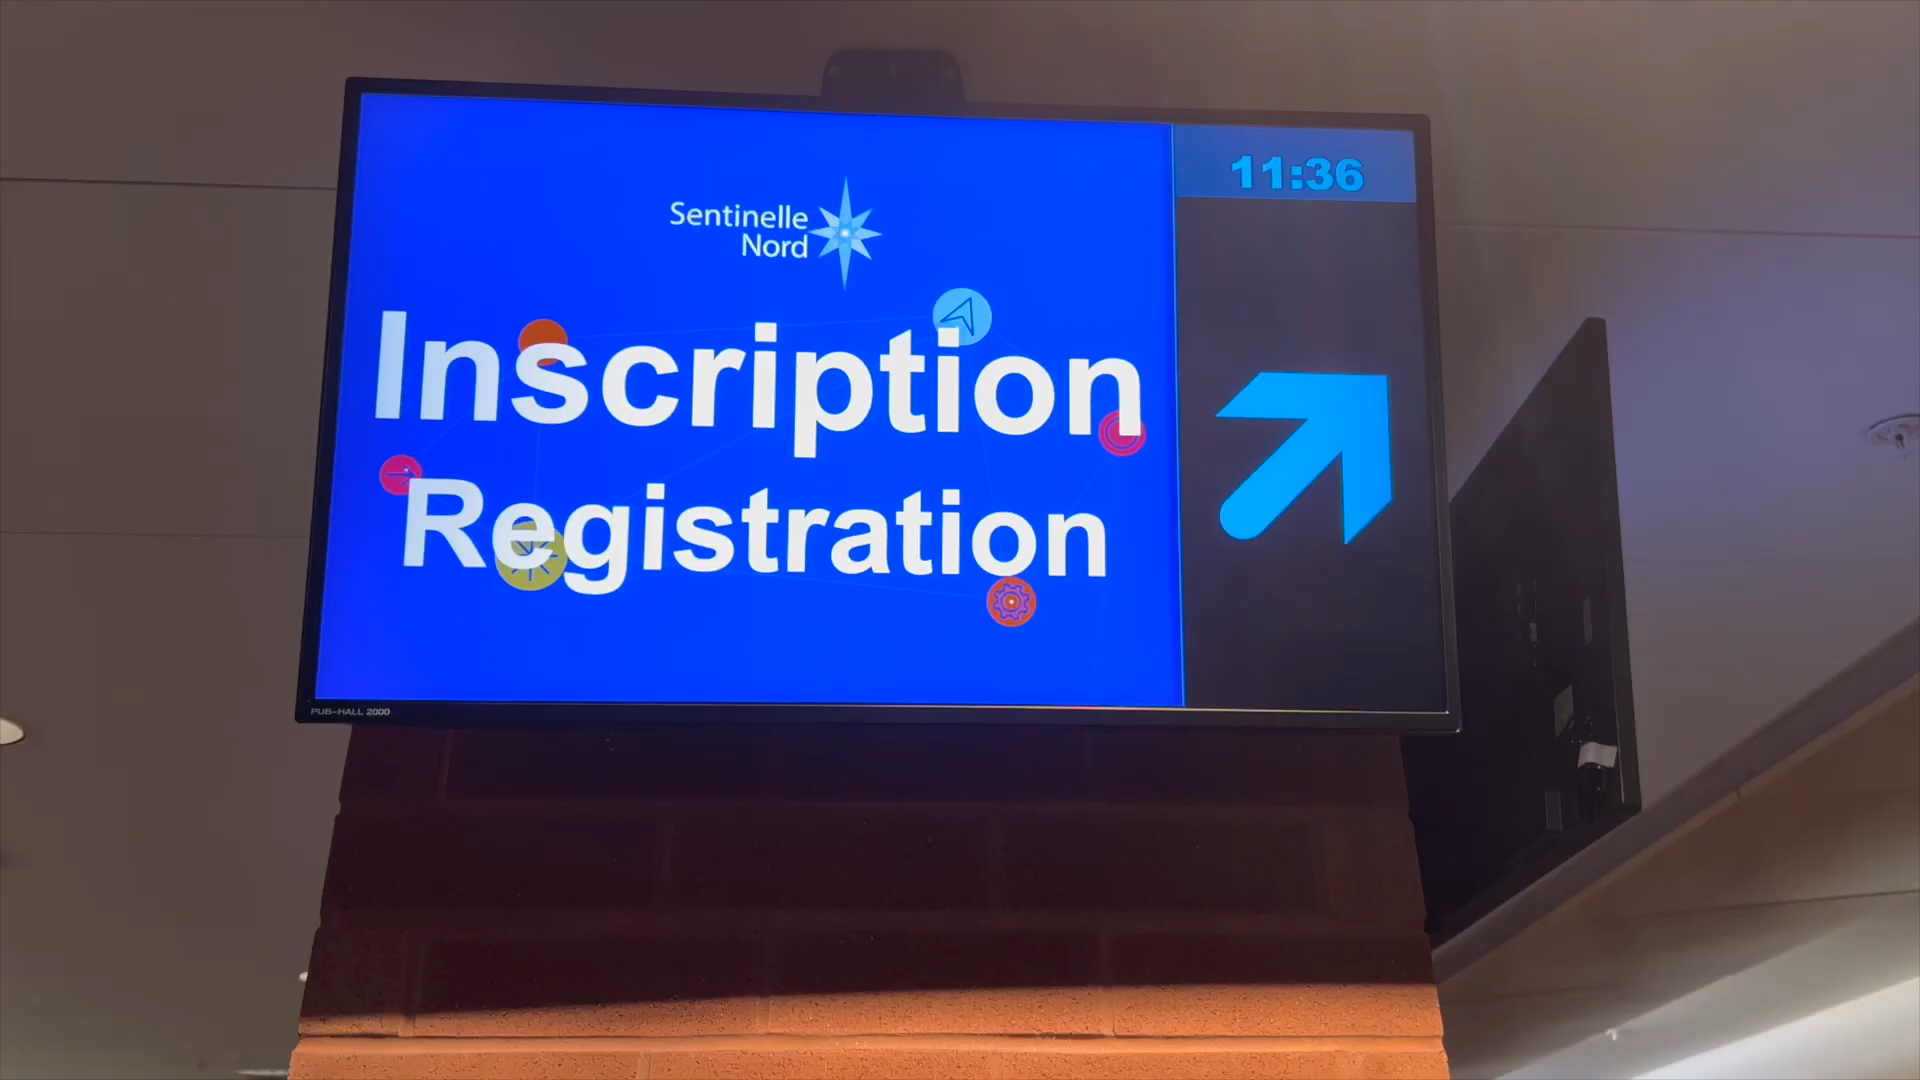 Sentinelle
Nord
Inscription
Registration
11:36
PUB-HALL 2000